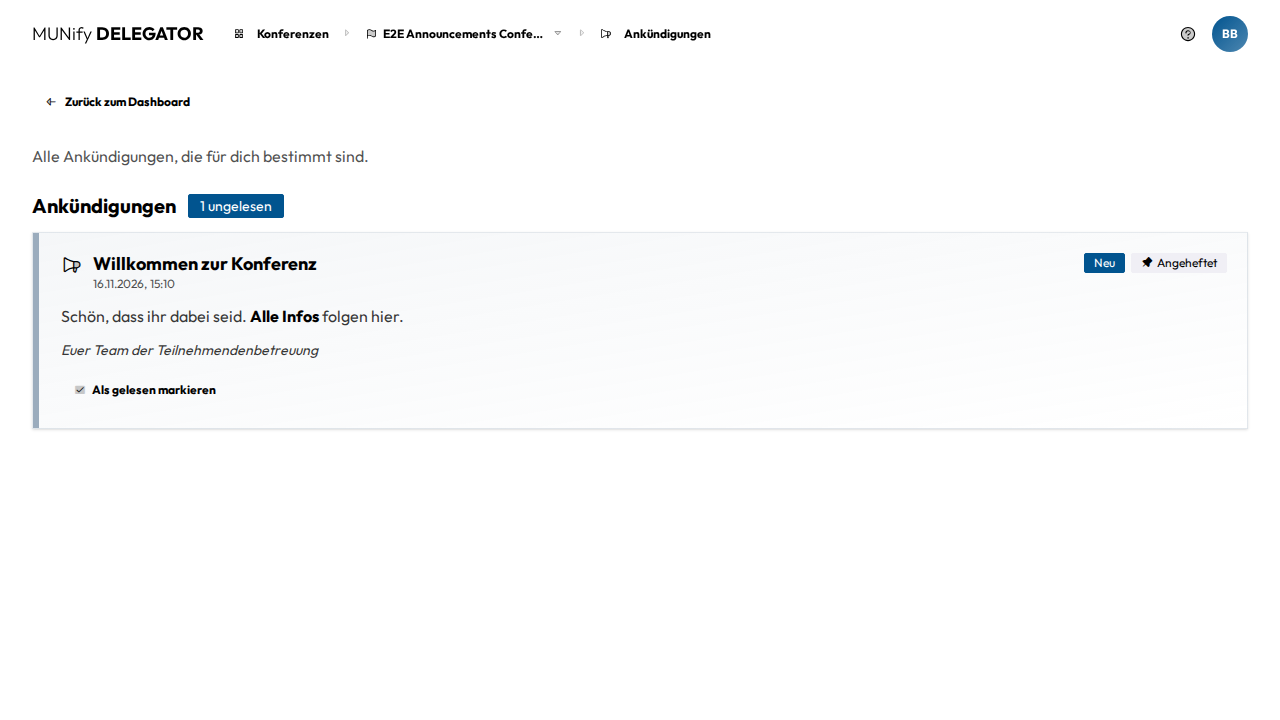 MUNify DELEGATOR
Konferenzen
E2E Announcements Confe...
Ankündigungen
BB
Zurück zum Dashboard
Alle Ankündigungen, die für dich bestimmt sind.
Ankündigungen
1 ungelesen
Willkommen zur Konferenz
Neu
Angeheftet
16.11.2026, 15:10
Schön, dass ihr dabei seid. Alle Infos folgen hier.
Euer Team der Teilnehmendenbetreuung
Als gelesen markieren